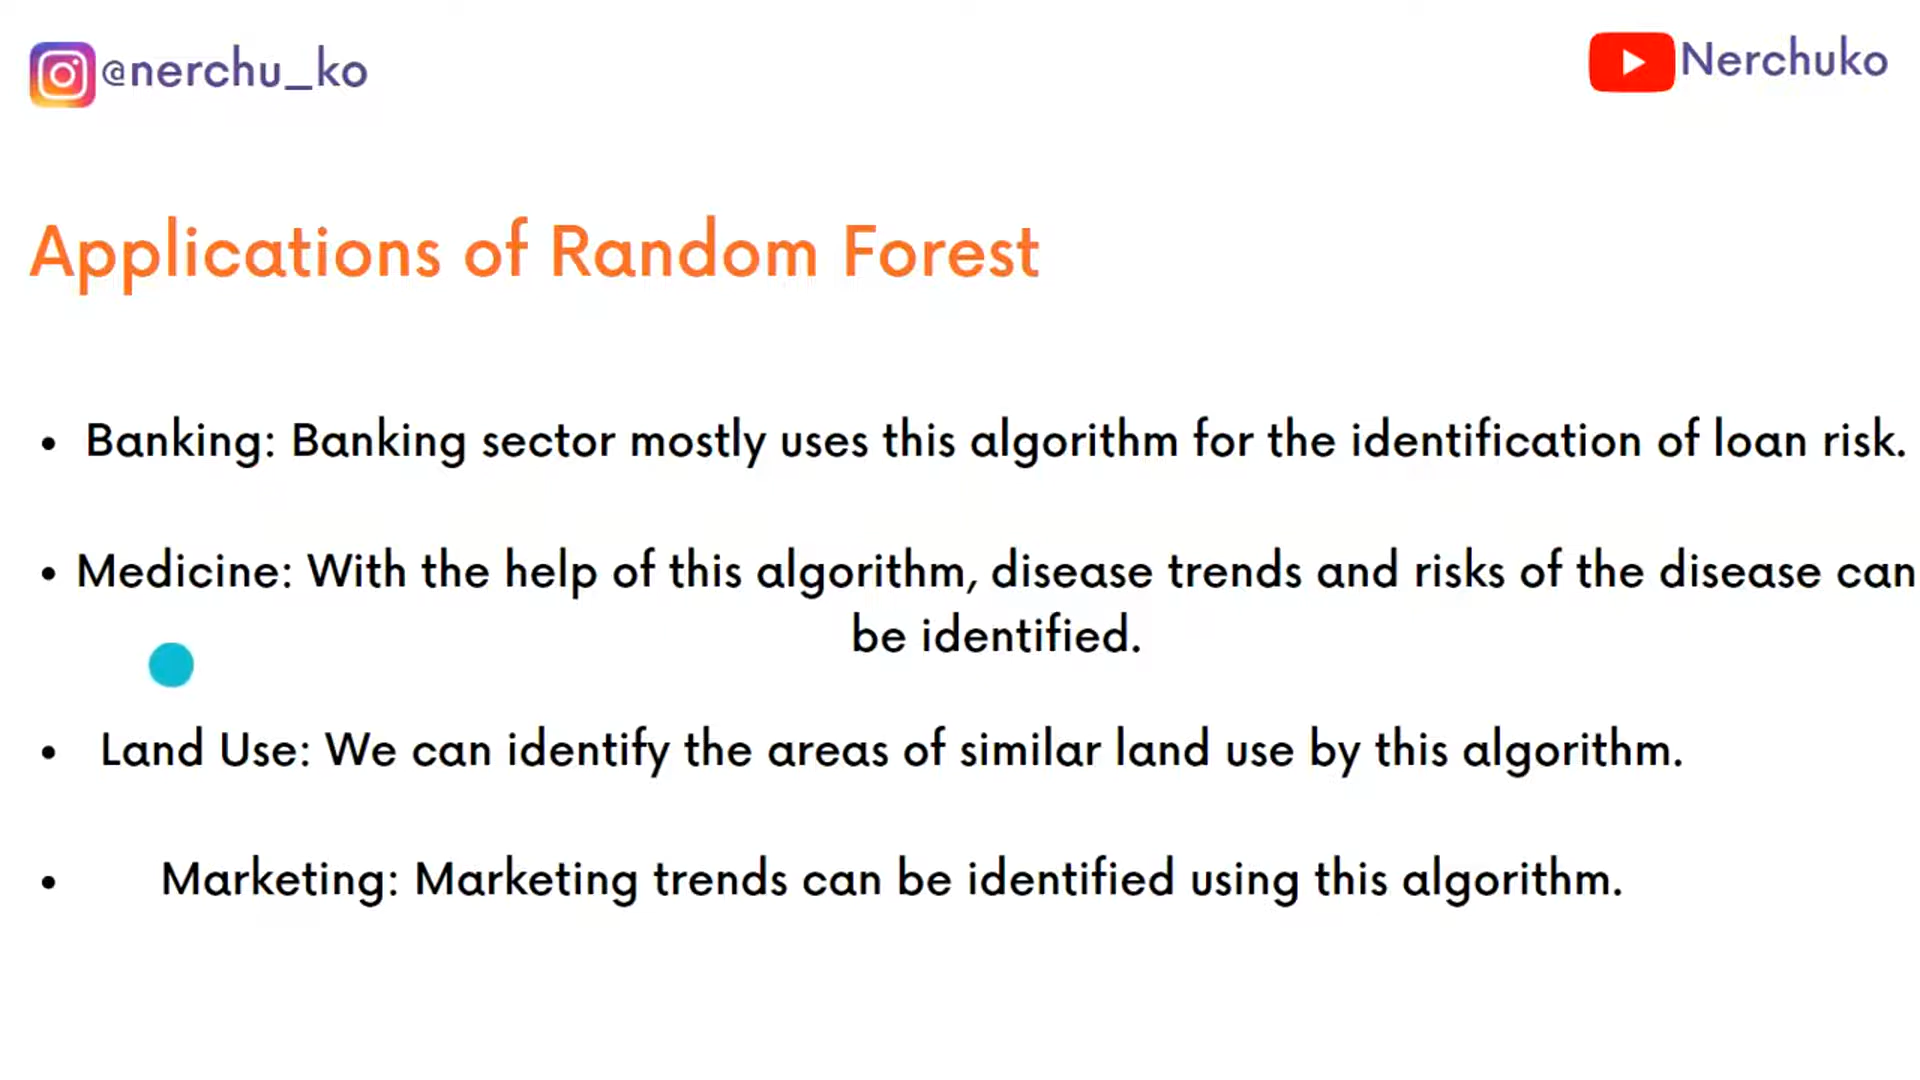 @nerchu_ko
Nerchuko
Applications of Random Forest
• Banking: Banking sector mostly uses this algorithm for the identification of loan risk.
• Medicine: With the help of this algorithm, disease trends and risks of the disease can
be identified.
• Land Use: We can identify the areas of similar land use by this algorithm.
• Marketing: Marketing trends can be identified using this algorithm.